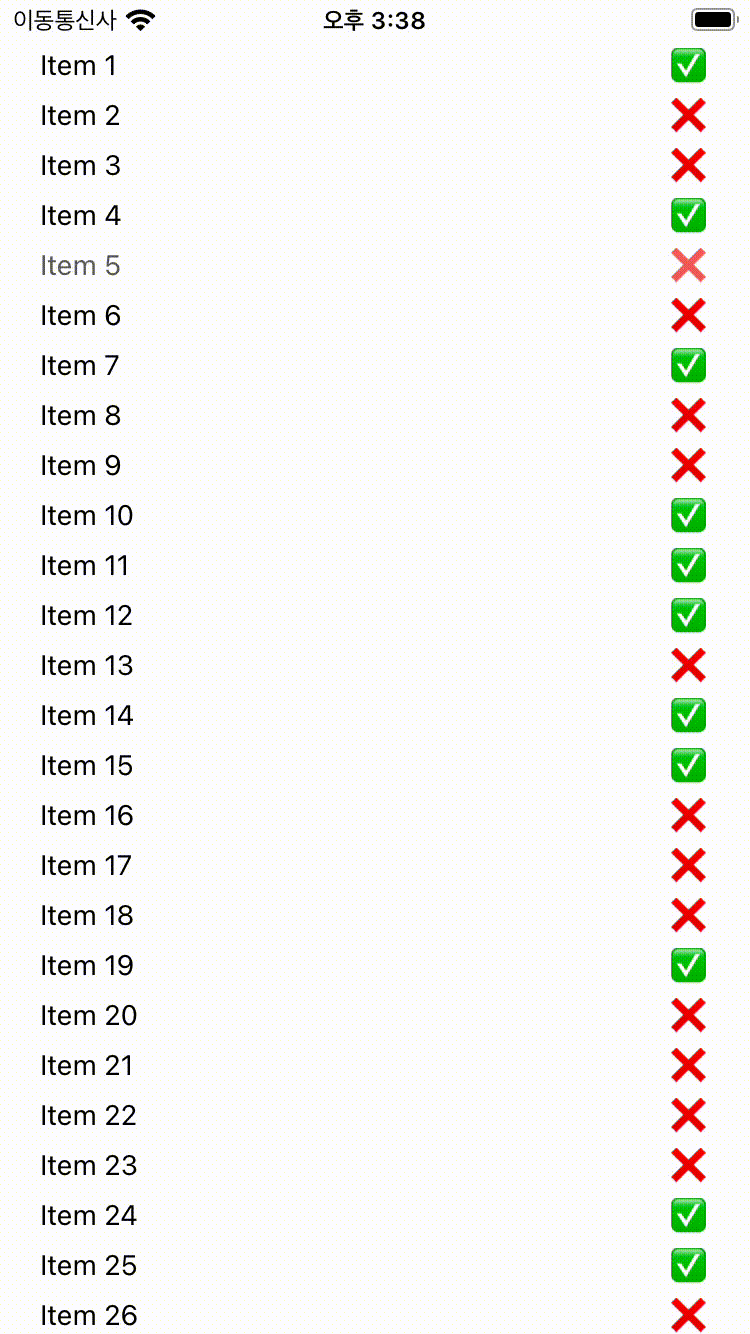 이동통신사 오후 3:38
Item 1 ✅
Item 2 ❌
Item 3 ❌
Item 4 ✅
Item 5 ❌
Item 6 ❌
Item 7 ✅
Item 8 ❌
Item 9 ❌
Item 10 ✅
Item 11 ✅
Item 12 ✅
Item 13 ❌
Item 14 ✅
Item 15 ✅
Item 16 ❌
Item 17 ❌
Item 18 ❌
Item 19 ✅
Item 20 ❌
Item 21 ❌
Item 22 ❌
Item 23 ❌
Item 24 ✅
Item 25 ✅
Item 26 ❌